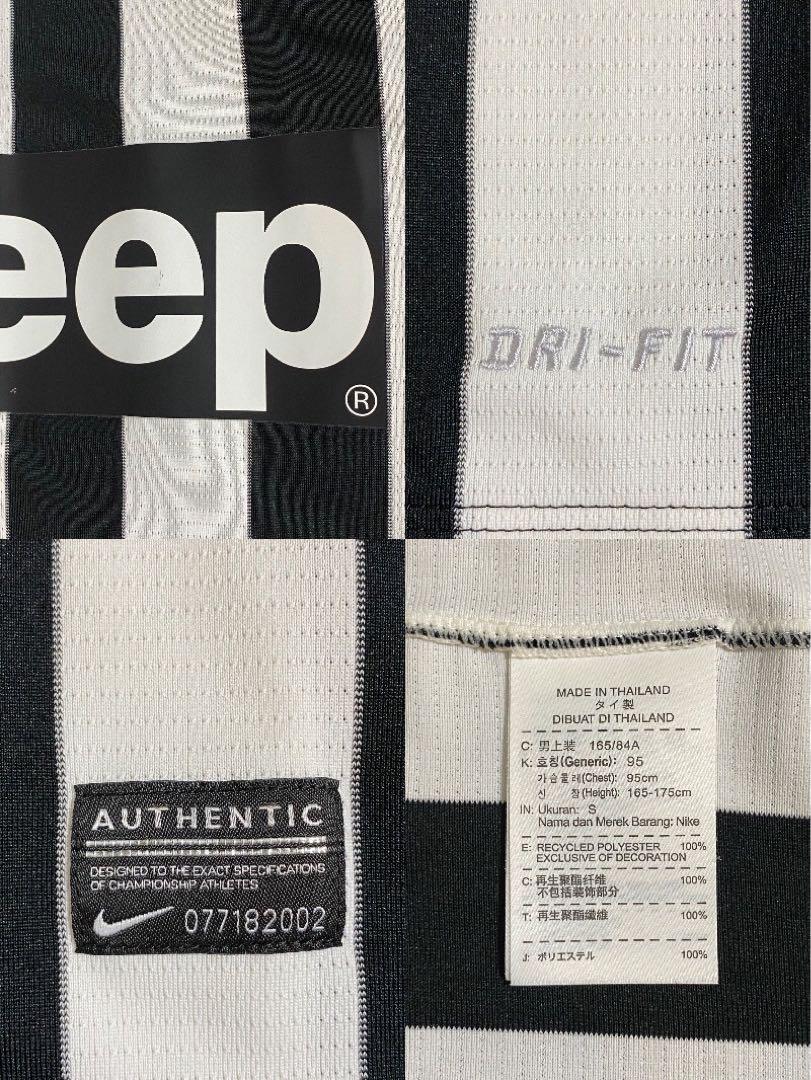 eep
®
DRI-FIT
AUTHENTIC
DESIGNED TO THE EXACT SPECIFICATIONS
OF CHAMPIONSHIP ATHLETES
077182002
MADE IN THAILAND
タイ製
DIBUAT DI THAILAND
C: 男上装 165/84A
K: 호칭(Generic): 95
가슴둘레(Chest): 95cm
신 장(Height): 165-175cm
IN: Ukuran: S
Nama dan Merek Barang: Nike
E: RECYCLED POLYESTER 100%
EXCLUSIVE OF DECORATION
C: 再生聚酯纤维 100%
不包括装饰部分
T: 再生聚酯纖維 100%
J: ポリエステル 100%